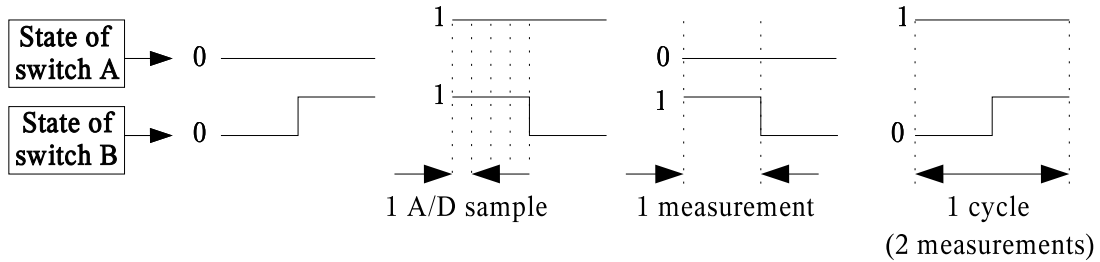 State of
switch A
0
1
0
1
State of
switch B
0
1
1
0
1 A/D sample
1 measurement
1 cycle
(2 measurements)